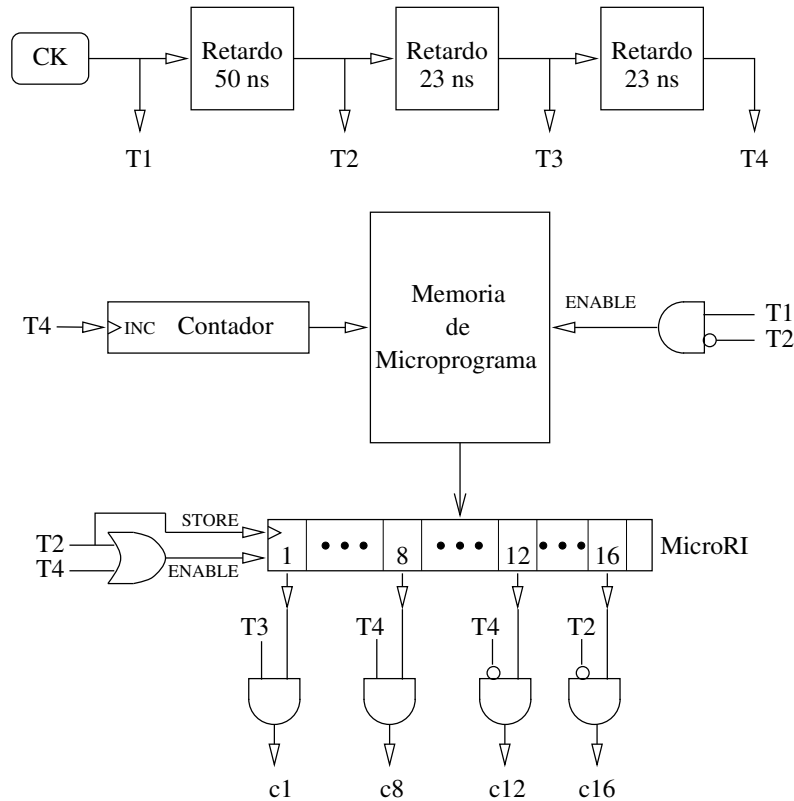 CK
Retardo
50 ns
Retardo
23 ns
Retardo
23 ns
T1
T2
T3
T4
T4
INC
Contador
Memoria
de
Microprograma
ENABLE
T1
T2
T2
T4
STORE
ENABLE
1
8
12
16
MicroRI
T3
T4
T4
T2
c1
c8
c12
c16